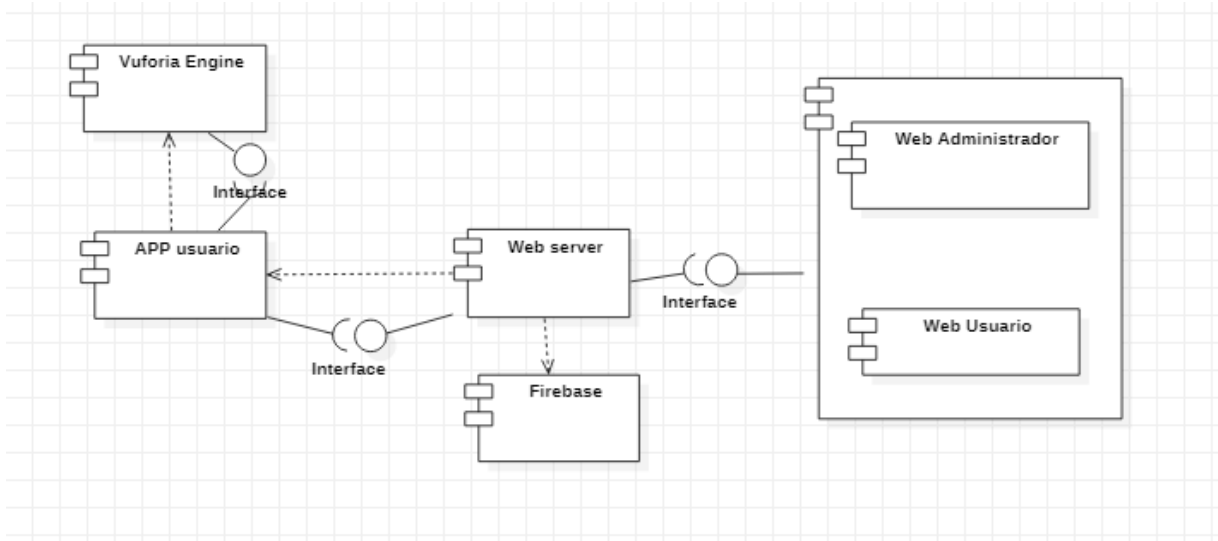 Vuforia Engine
Interface
APP usuario
Interface
Web server
Interface
Firebase
Web Administrador
Web Usuario